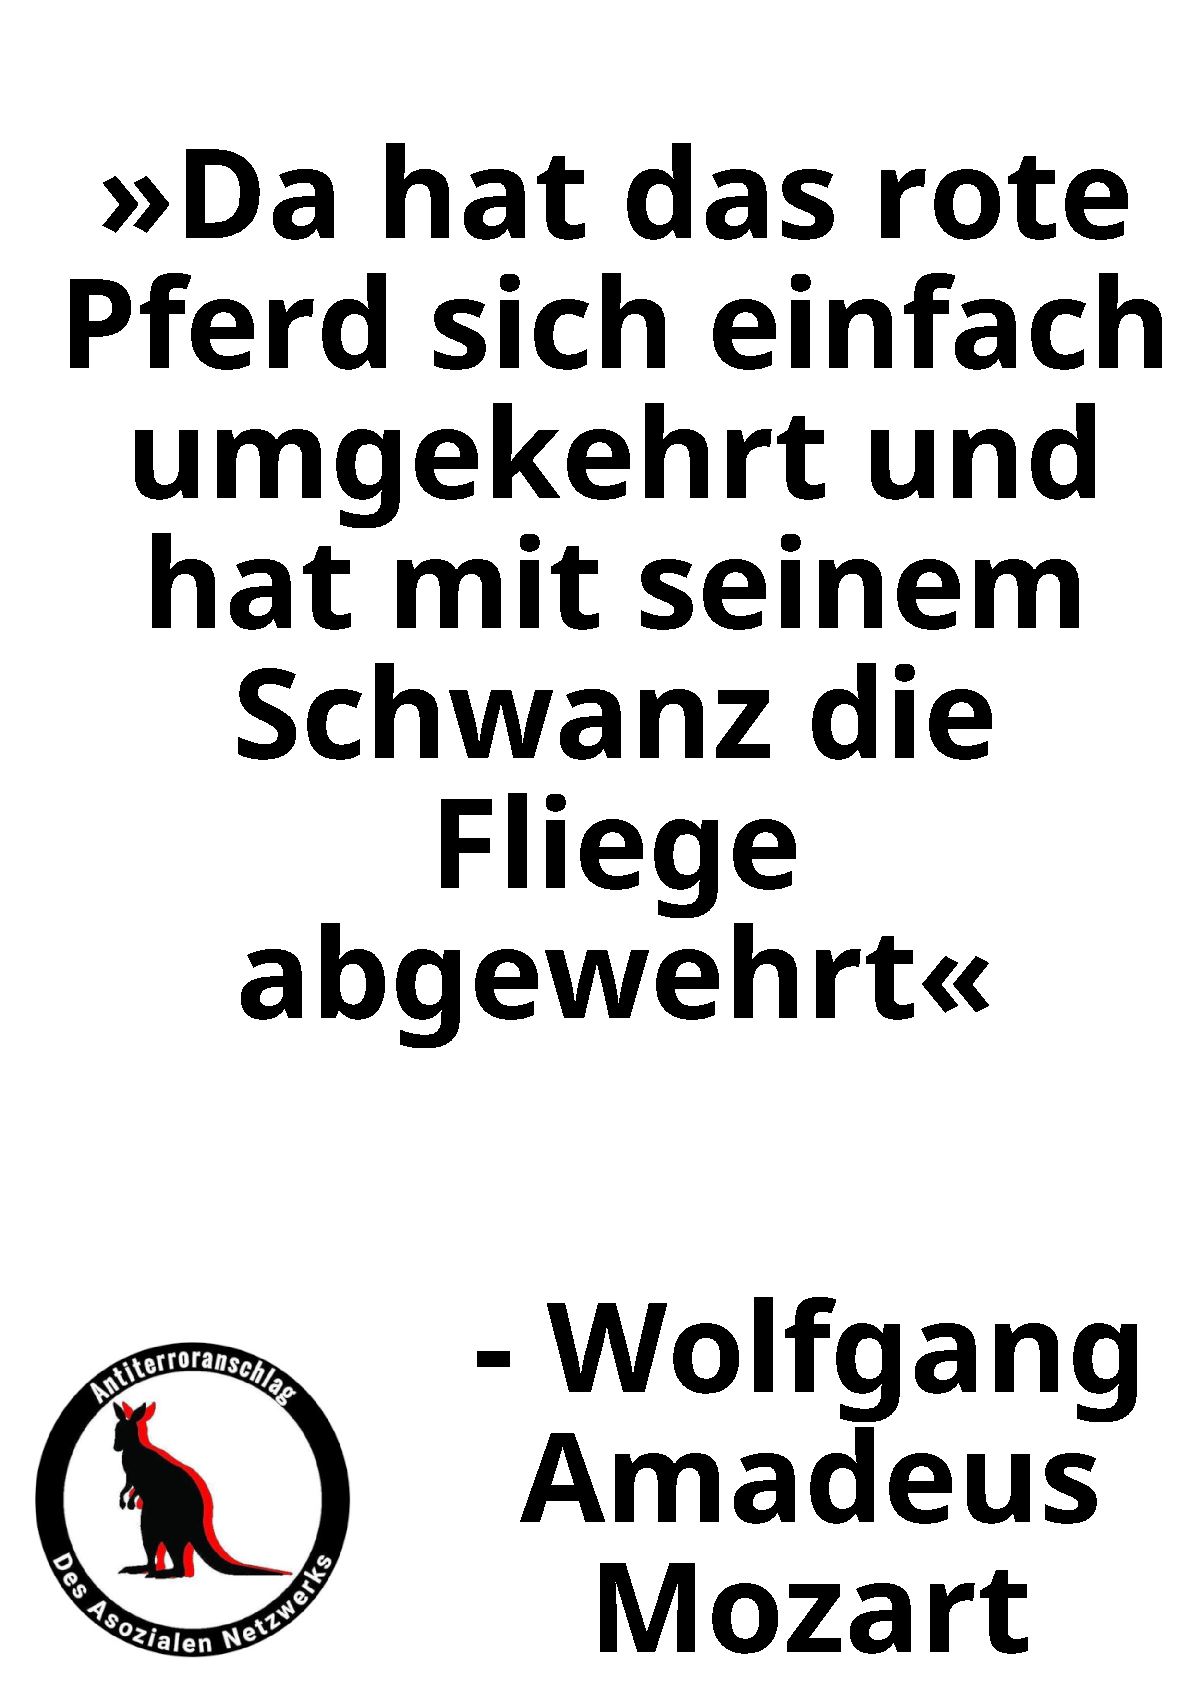 »Da hat das rote
Pferd sich einfach
umgekehrt und
hat mit seinem
Schwanz die
Fliege
abgewehrt«
- Wolfgang
Amadeus
Mozart
Antiterroranschlag
Des Asozialen Netzwerks